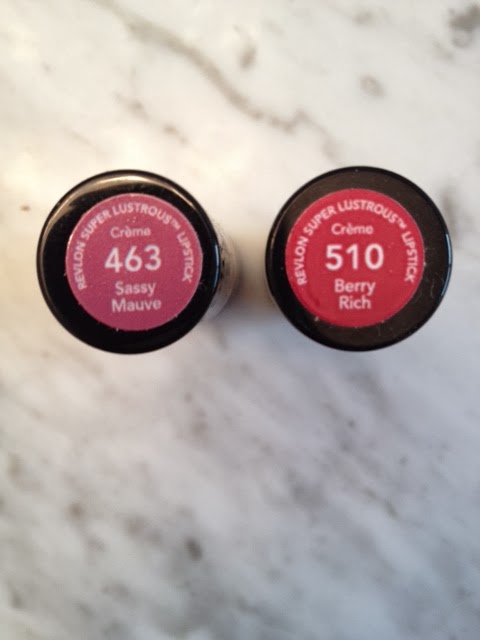 REVLON SUPER LUSTROUS™ LIPSTICK
Crème
463
Sassy
Mauve
REVLON SUPER LUSTROUS™ LIPSTICK
Crème
510
Berry
Rich